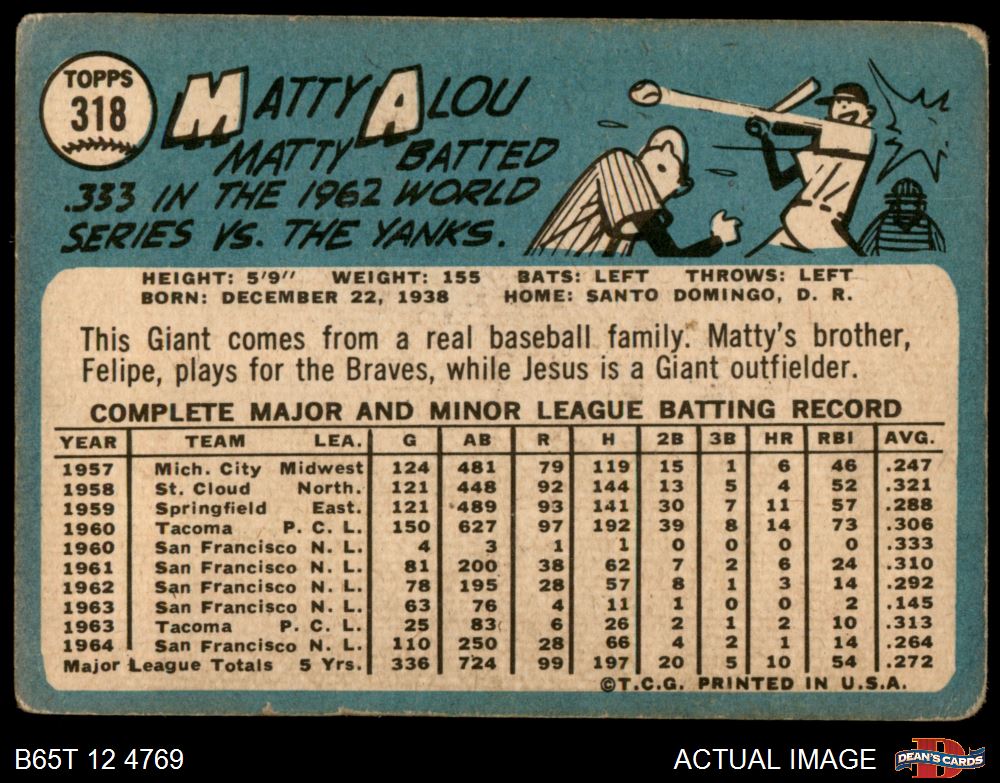 TOPPS
318
MATTY ALOU
MATTY BATTED
.333 IN THE 1962 WORLD
SERIES VS. THE YANKS.
HEIGHT: 5'9" WEIGHT: 155 BATS: LEFT THROWS: LEFT
BORN: DECEMBER 22, 1938 HOME: SANTO DOMINGO, D. R.
This Giant comes from a real baseball family. Matty's brother,
Felipe, plays for the Braves, while Jesus is a Giant outfielder.
COMPLETE MAJOR AND MINOR LEAGUE BATTING RECORD
YEAR TEAM LEA. G AB R H 2B 3B HR RBI AVG.
1957 Mich. City Midwest 124 481 79 119 15 1 6 46 .247
1958 St. Cloud North. 121 448 92 144 13 5 4 52 .321
1959 Springfield East. 121 489 93 141 30 7 11 57 .288
1960 Tacoma P. C. L. 150 627 97 192 39 8 14 73 .306
1960 San Francisco N. L. 4 3 1 1 0 0 0 0 .333
1961 San Francisco N. L. 81 200 38 62 7 2 6 24 .310
1962 San Francisco N. L. 78 195 28 57 8 1 3 14 .292
1963 San Francisco N. L. 63 76 4 11 1 0 0 2 .145
1963 Tacoma P. C. L. 25 83 6 26 2 1 2 10 .313
1964 San Francisco N. L. 110 250 28 66 4 2 1 14 .264
Major League Totals 5 Yrs. 336 724 99 197 20 5 10 54 .272
©T.C.G. PRINTED IN U.S.A.
B65T 12 4769 ACTUAL IMAGE D DEAN'S CARDS